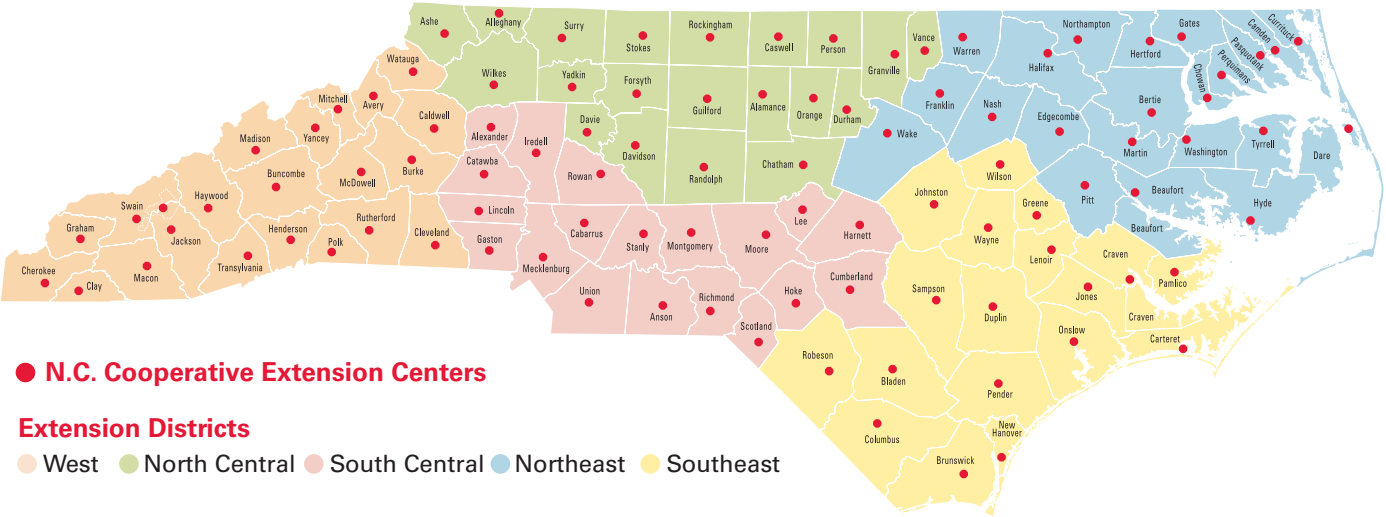 Ashe
Alleghany
Surry
Stokes
Rockingham
Caswell
Person
Granville
Vance
Warren
Northampton
Halifax
Hertford
Gates
Camden
Currituck
Pasquotank
Perquimans
Chowan
Watauga
Wilkes
Yadkin
Forsyth
Guilford
Alamance
Orange
Durham
Franklin
Nash
Edgecombe
Bertie
Mitchell
Avery
Caldwell
Alexander
Iredell
Davie
Davidson
Randolph
Chatham
Wake
Martin
Washington
Tyrrell
Dare
Madison
Yancey
McDowell
Burke
Catawba
Rowan
Wilson
Johnston
Greene
Pitt
Beaufort
Beaufort
Hyde
Buncombe
Haywood
Swain
Graham
Jackson
Henderson
Rutherford
Polk
Cleveland
Lincoln
Gaston
Cabarrus
Stanly
Montgomery
Moore
Lee
Harnett
Wayne
Lenoir
Craven
Pamlico
Cherokee
Clay
Macon
Transylvania
Mecklenburg
Union
Anson
Richmond
Hoke
Cumberland
Sampson
Duplin
Jones
Craven
Carteret
Onslow
Scotland
Robeson
Bladen
Pender
Columbus
New
Hanover
Brunswick
N.C. Cooperative Extension Centers
Extension Districts
West North Central South Central Northeast Southeast